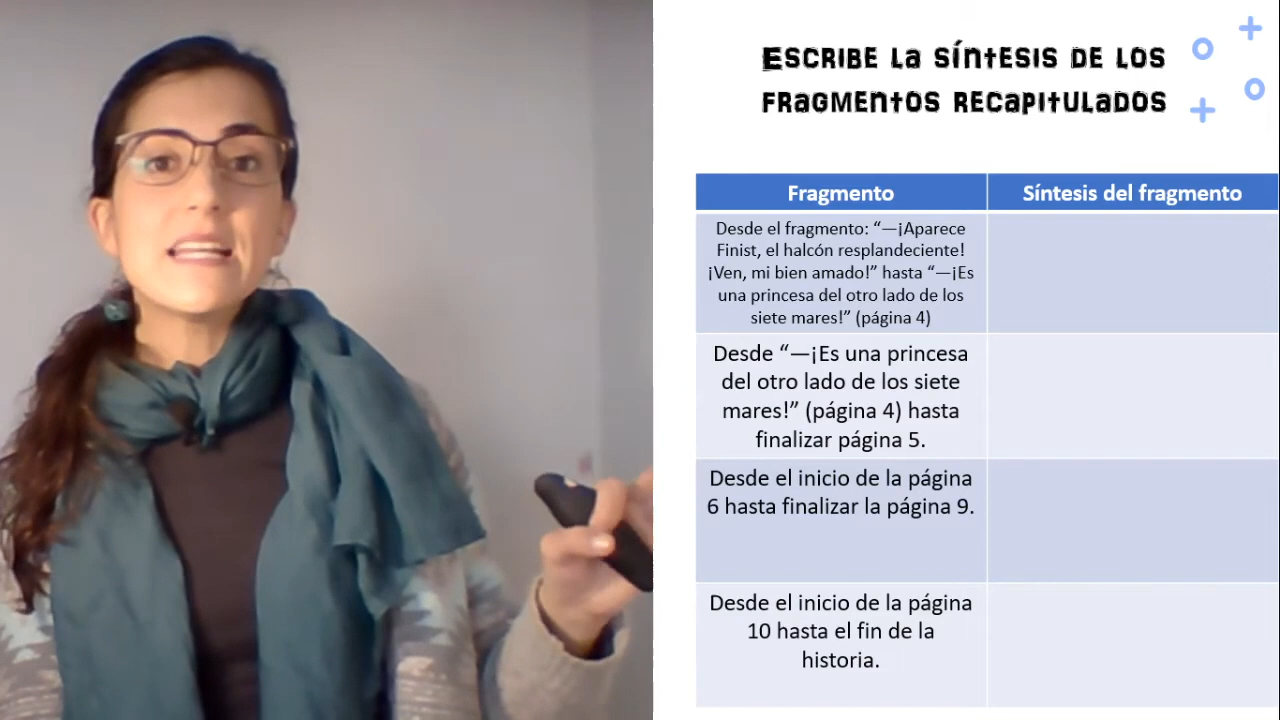 ESCRIBE LA SÍNTESIS DE LOS
FRAGMENTOS RECAPITULADOS
Fragmento
Síntesis del fragmento
Desde el fragmento: “—¡Aparece
Finist, el halcón resplandeciente!
¡Ven, mi bien amado!” hasta “—¡Es
una princesa del otro lado de los
siete mares!” (página 4)
Desde “—¡Es una princesa
del otro lado de los siete
mares!” (página 4) hasta
finalizar página 5.
Desde el inicio de la página
6 hasta finalizar la página 9.
Desde el inicio de la página
10 hasta el fin de la
historia.